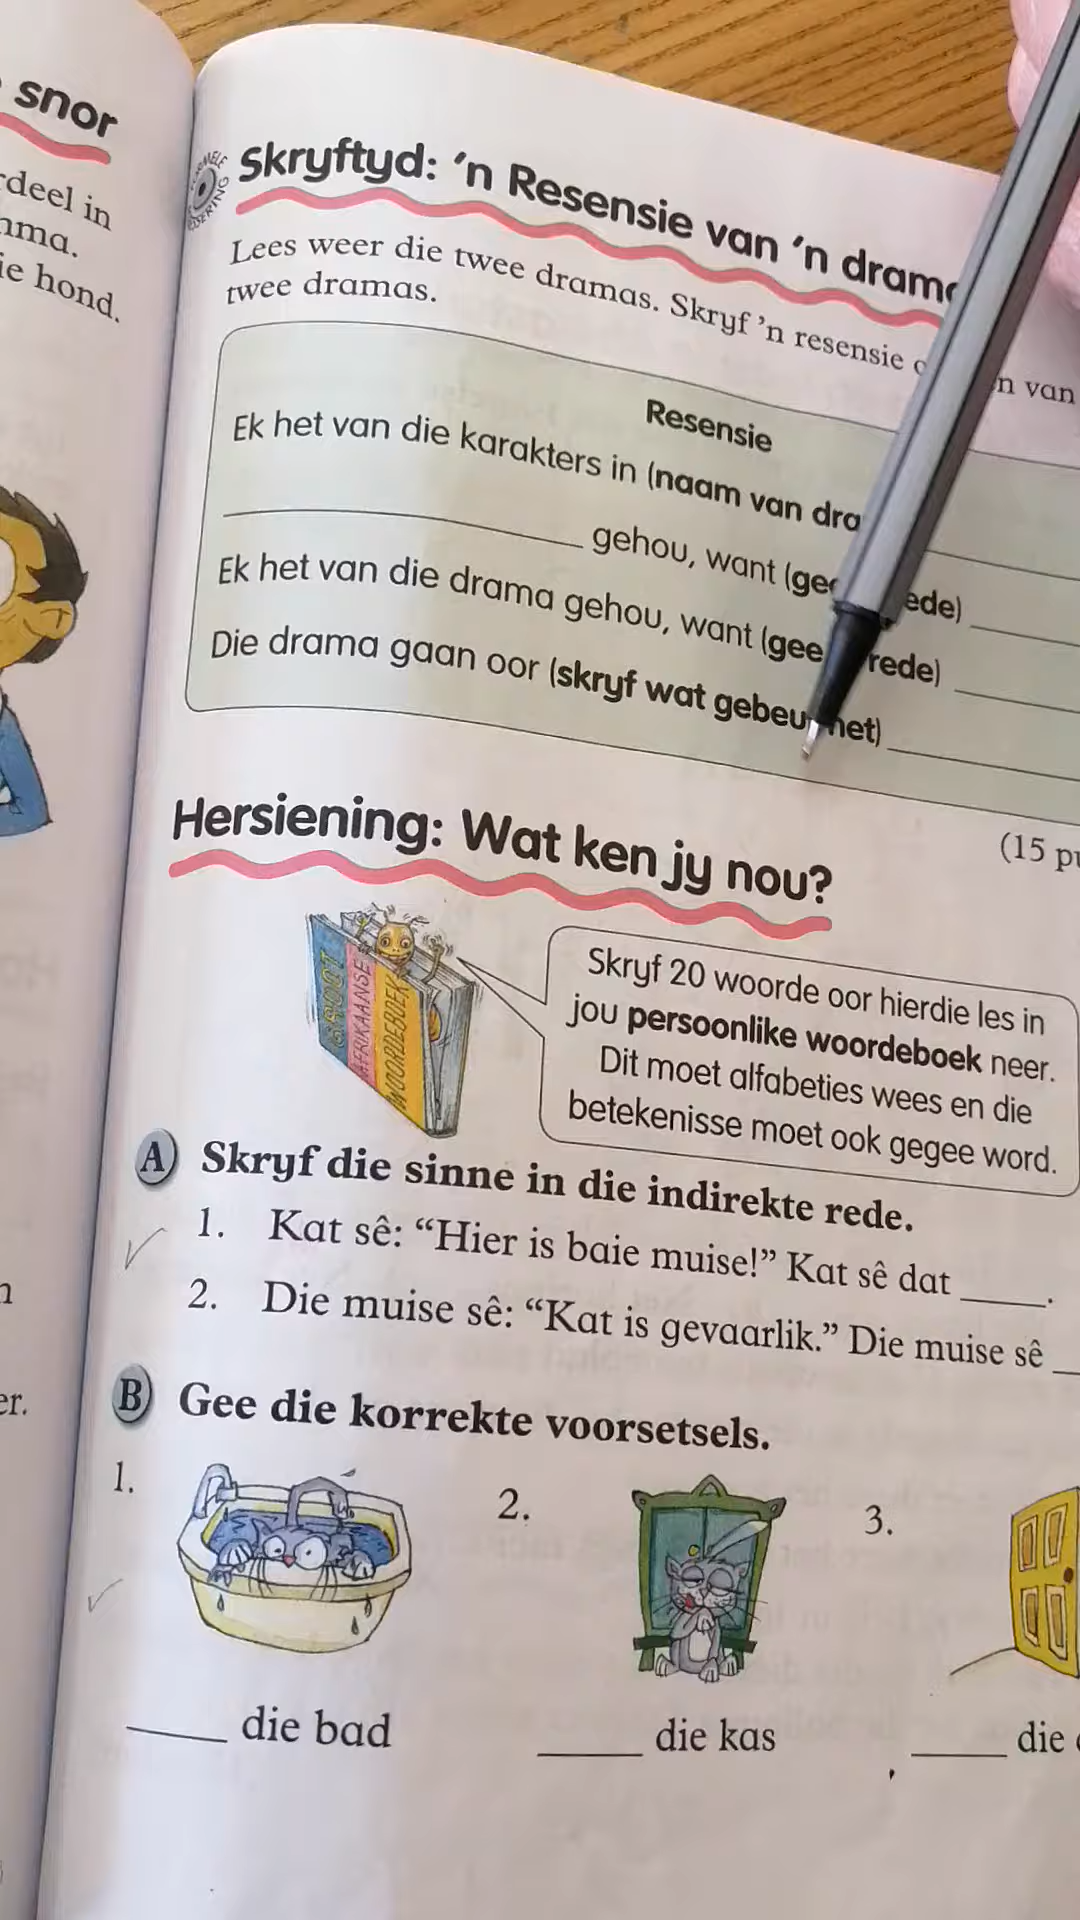 snor
deel in
ma.
ie hond.
Skryftyd: ’n Resensie van ’n
Lees weer die twee dramas. Skryf ’n resensie van
twee dramas.
Resensie
Ek het van die karakters in (naam van
gehou, want (
Ek het van die drama gehou, want (gee rede)
Die drama gaan oor (skryf wat het)
(15
Hersiening: Wat ken jy nou?
GROOT
AFRIKAANSE
WOORDEBOEK
Skryf 20 woorde oor hierdie les in
jou persoonlike woordeboek neer.
Dit moet alfabeties wees en die
betekenisse moet ook gegee word.
A Skryf die sinne in die indirekte rede.
1. Kat sê: “Hier is baie muise!” Kat sê dat _____.
2. Die muise sê: “Kat is gevaarlik.” Die muise sê
er.
B Gee die korrekte voorsetsels.
1.
2.
3.
_____ die bad
_____ die kas
_____ die